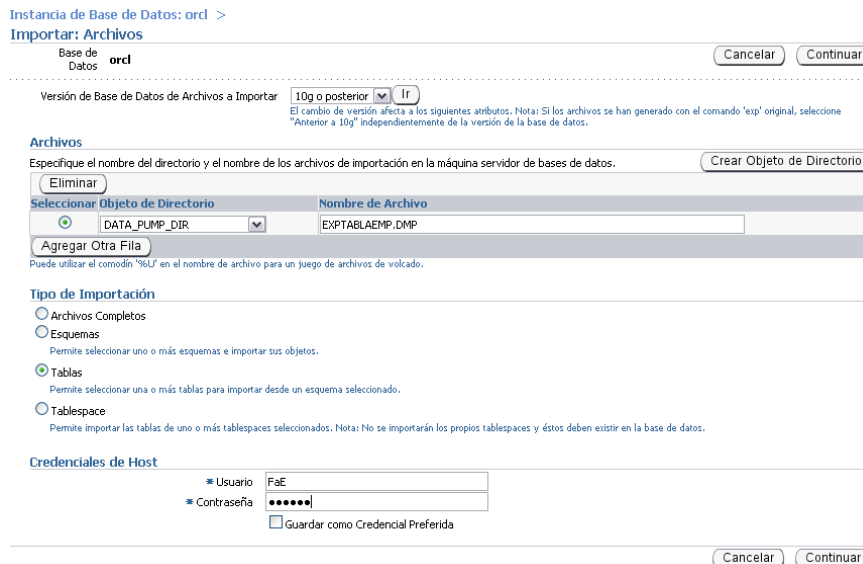 Instancia de Base de Datos: orcl >
Importar: Archivos
Base de Datos orcl
Cancelar Continuar
Versión de Base de Datos de Archivos a Importar 10g o posterior Ir
El cambio de versión afecta a los siguientes atributos. Nota: Si los archivos se han generado con el comando 'exp' original, seleccione
"Anterior a 10g" independientemente de la versión de la base de datos.
Archivos
Especifique el nombre del directorio y el nombre de los archivos de importación en la máquina servidor de bases de datos. Crear Objeto de Directorio
Eliminar
Seleccionar Objeto de Directorio Nombre de Archivo
DATA_PUMP_DIR EXPTABLAEMP.DMP
Agregar Otra Fila
Puede utilizar el comodín '%U' en el nombre de archivo para un juego de archivos de volcado.
Tipo de Importación
Archivos Completos
Esquemas
Permite seleccionar uno o más esquemas e importar sus objetos.
Tablas
Permite seleccionar una o más tablas para importar desde un esquema seleccionado.
Tablespace
Permite importar las tablas de uno o más tablespaces seleccionados. Nota: No se importarán los propios tablespaces y éstos deben existir en la base de datos.
Credenciales de Host
* Usuario FaE
* Contraseña ••••••
Guardar como Credencial Preferida
Cancelar Continuar